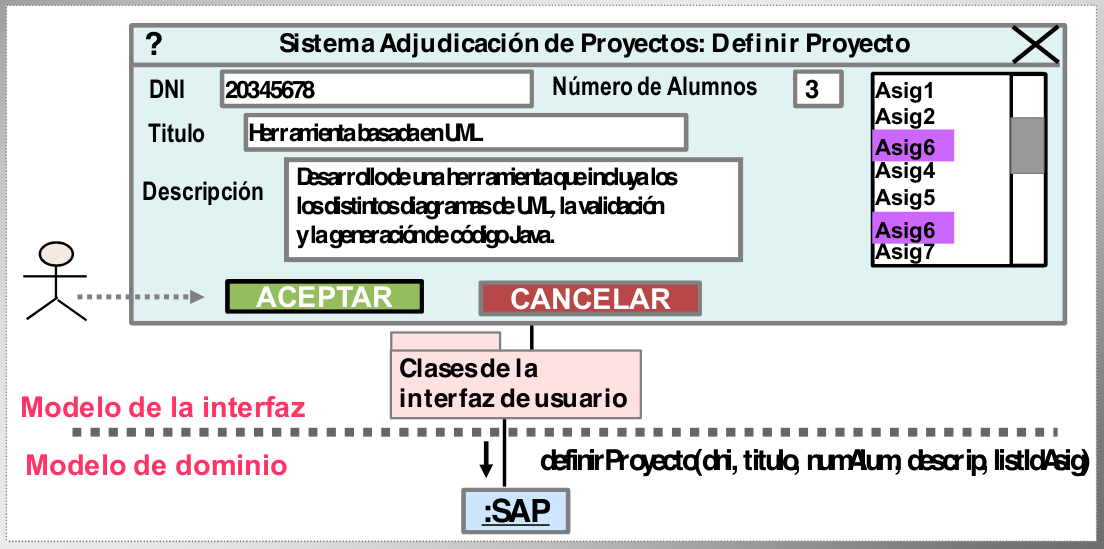 ? Sistema Adjudicación de Proyectos: Definir Proyecto
DNI 20345678 Número de Alumnos 3
Titulo Herramienta basada en UML
Descripción
Desarrollo de una herramienta que incluya los
los distintos diagramas de UML, la validación
y la generación de código Java.
Asig1
Asig2
Asig6
Asig4
Asig5
Asig6
Asig7
ACEPTAR CANCELAR
Clases de la
interfaz de usuario
Modelo de la interfaz
Modelo de dominio
definirProyecto(dni, titulo, numAlum, descrip, listIdAsig)
:SAP